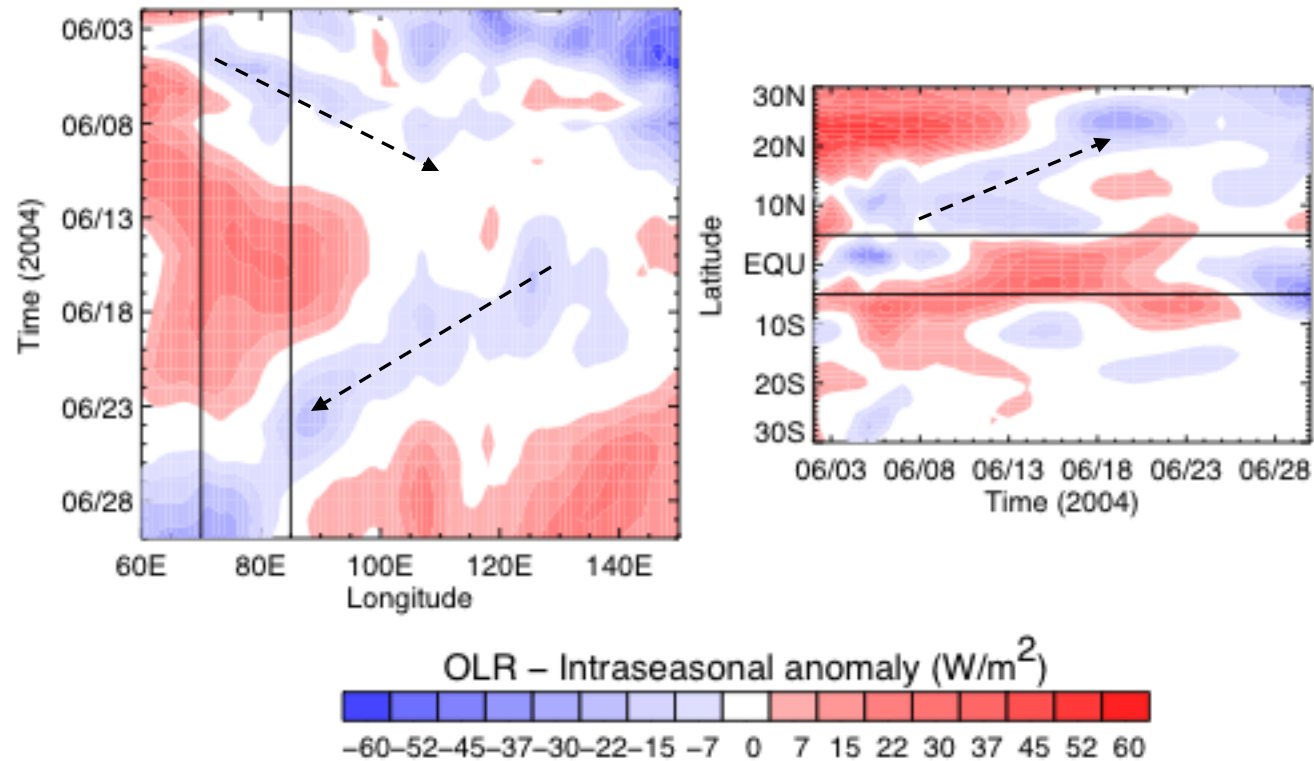 06/03
06/08
06/13
06/18
06/23
06/28
Time (2004)
60E 80E 100E 120E 140E
Longitude
30N
20N
10N
EQU
10S
20S
30S
Latitude
06/03 06/08 06/13 06/18 06/23 06/28
Time (2004)
OLR – Intraseasonal anomaly (W/m²)
−60 −52 −45 −37 −30 −22 −15 −7 0 7 15 22 30 37 45 52 60